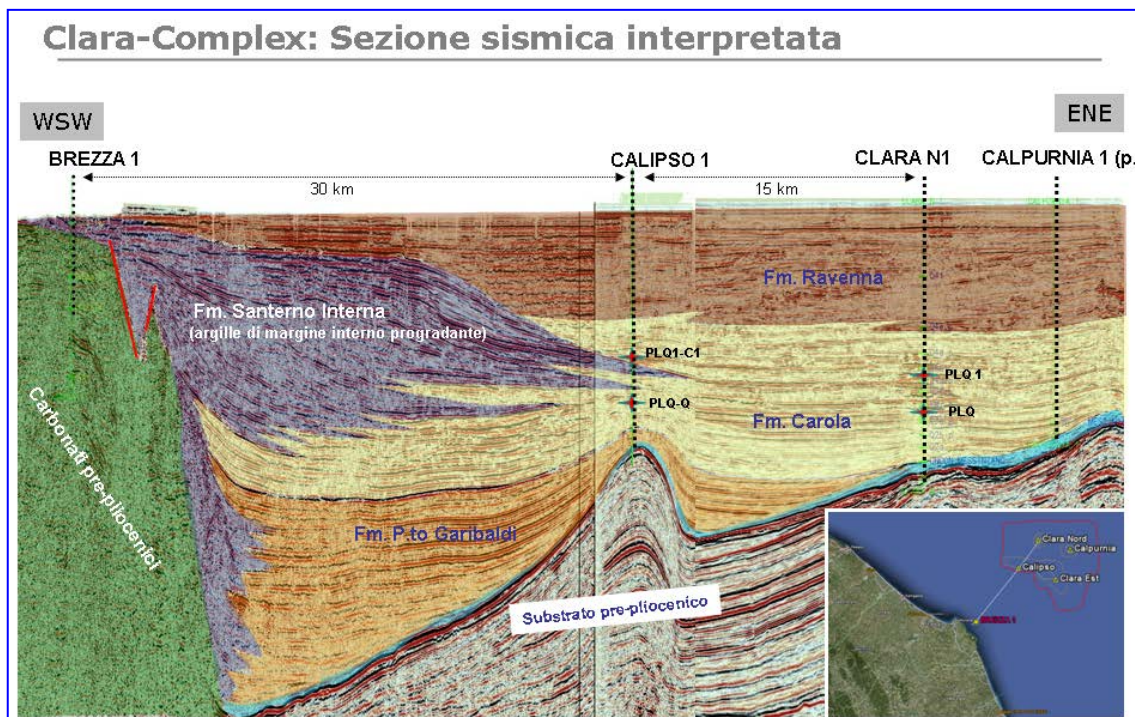 Clara-Complex: Sezione sismica interpretata
WSW
ENE
BREZZA 1
CALIPSO 1
CLARA N1
CALPURNIA 1 (p.
30 km
15 km
Fm. Ravenna
Fm. Santerno Interna
(argille di margine interno progradante)
PLQ1-C1
PLQ 1
PLQ-Q
PLQ
Fm. Carola
Carbonati pre-pliocenici
Fm. P.to Garibaldi
Substrato pre-pliocenico
Clara Nord
Calpurnia
Calipso
Clara Est